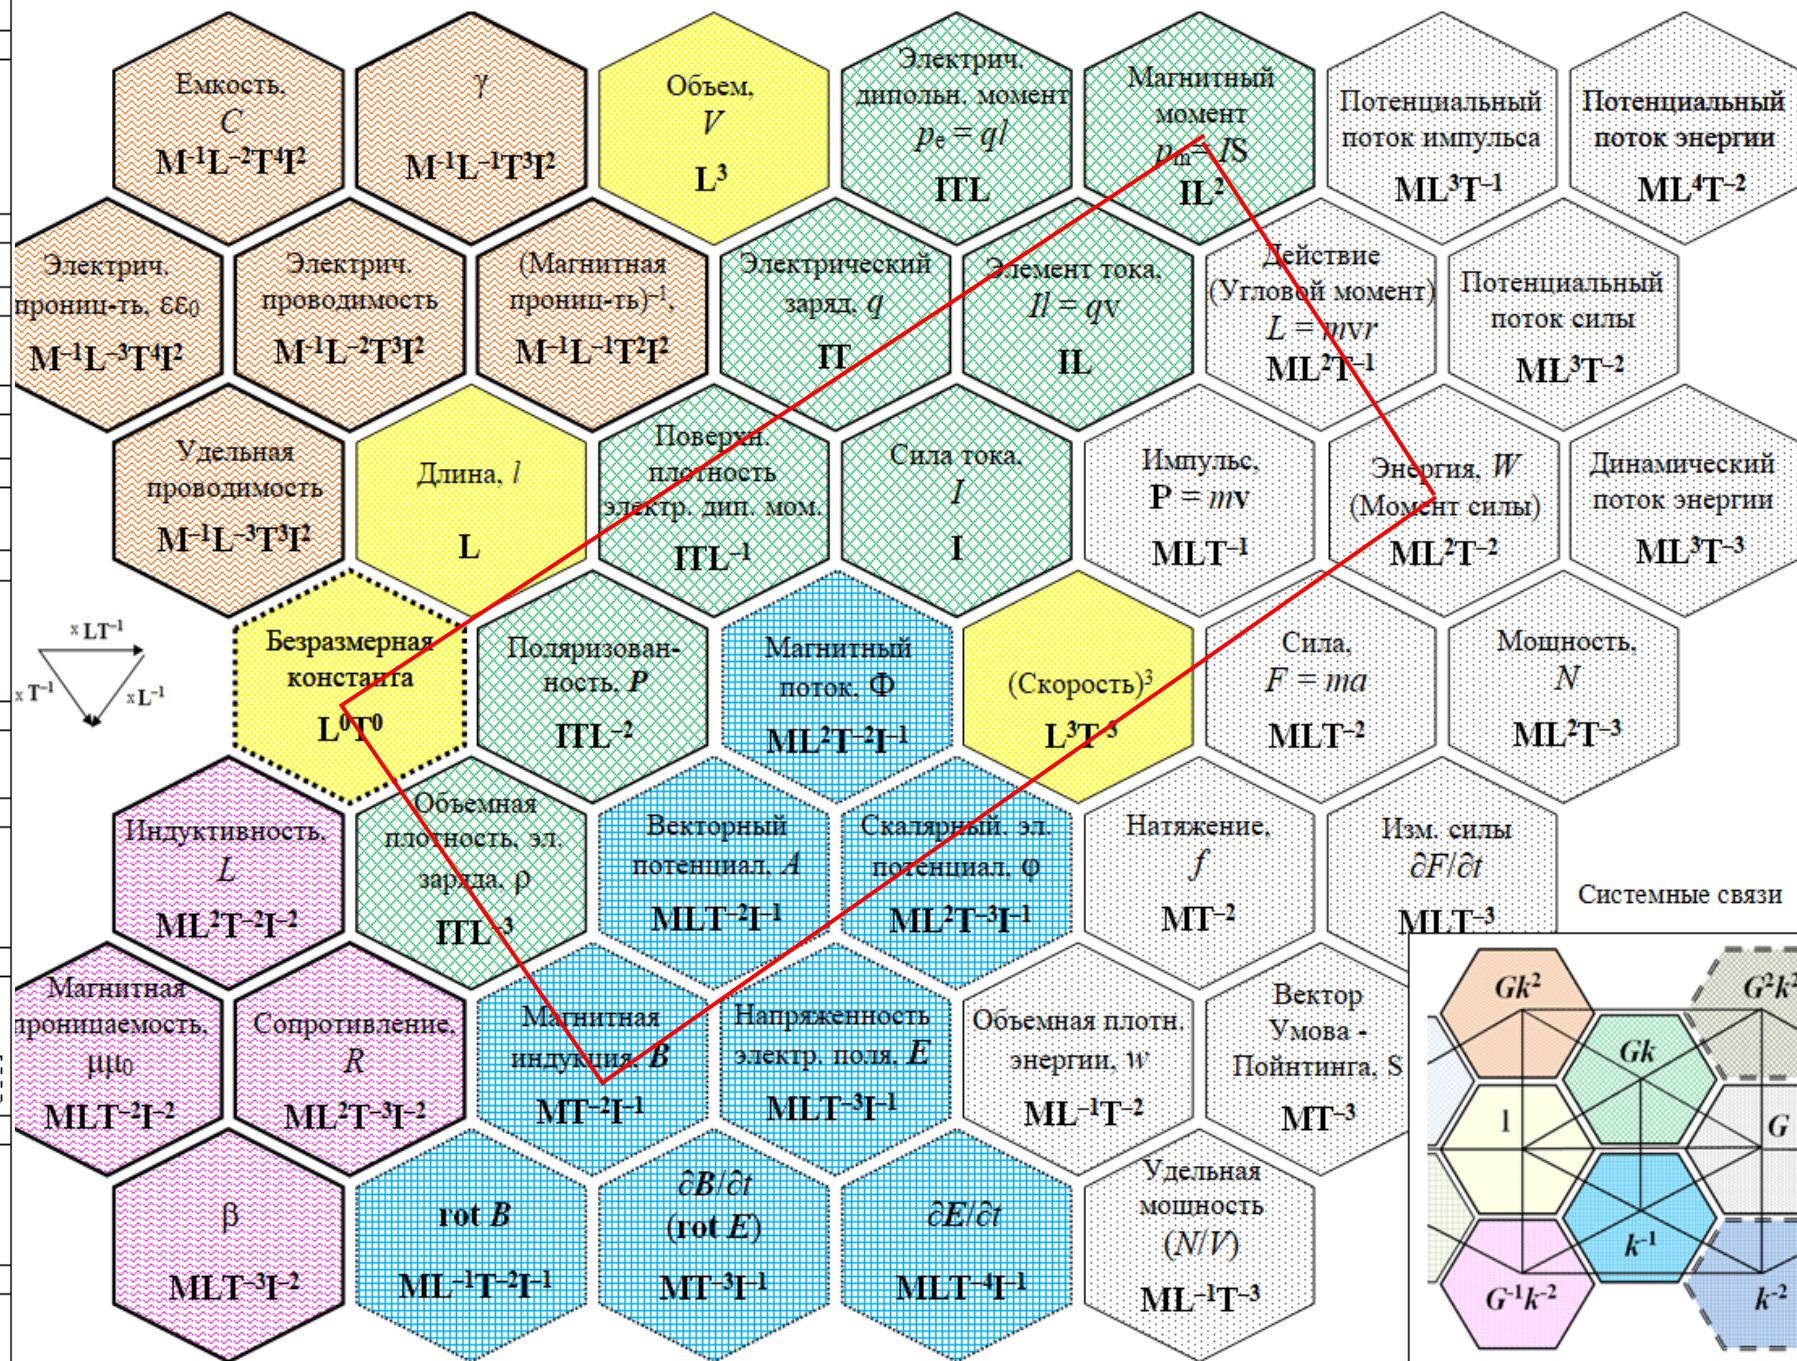 Емкость,
C
M⁻¹L⁻²T⁴I²
γ
M⁻¹L⁻¹T³I²
Объем,
V
L³
Электрич.
дипольн. момент
pₑ = ql
ITL
Магнитный
момент
pₘ= IS
IL²
Потенциальный
поток импульса
ML³T⁻¹
Потенциальный
поток энергии
ML⁴T⁻²
Электрич.
прониц-ть, εε₀
M⁻¹L⁻³T⁴I²
Электрич.
проводимость
M⁻¹L⁻²T³I²
(Магнитная
прониц-ть)⁻¹,
M⁻¹L⁻¹T²I²
Электрический
заряд, q
IT
Элемент тока,
Il = qv
IL
Действие
(Угловой момент)
L = mvr
ML²T⁻¹
Потенциальный
поток силы
ML³T⁻²
Удельная
проводимость
M⁻¹L⁻³T³I²
Длина, l
L
Поверхн.
плотность
электр. дип. мом.
ITL⁻¹
Сила тока,
I
I
Импульс,
P = mv
MLT⁻¹
Энергия, W
(Момент силы)
ML²T⁻²
Динамический
поток энергии
ML³T⁻³
x LT⁻¹
x T⁻¹
x L⁻¹
Безразмерная
константа
L⁰T⁰
Поляризован-
ность, P
ITL⁻²
Магнитный
поток, Φ
ML²T⁻²I⁻¹
(Скорость)³
L³T⁻³
Сила,
F = ma
MLT⁻²
Мощность,
N
ML²T⁻³
Индуктивность,
L
ML²T⁻²I⁻²
Объемная
плотность, эл.
заряда, ρ
ITL⁻³
Векторный
потенциал, A
MLT⁻²I⁻¹
Скалярный. эл.
потенциал, φ
ML²T⁻³I⁻¹
Натяжение,
f
MT⁻²
Изм. силы
∂F/∂t
MLT⁻³
Системные связи
Магнитная
проницаемость,
μμ₀
MLT⁻²I⁻²
Сопротивление,
R
ML²T⁻³I⁻²
Магнитная
индукция, B
MT⁻²I⁻¹
Напряженность
электр. поля, E
MLT⁻³I⁻¹
Объемная плотн.
энергии, w
ML⁻¹T⁻²
Вектор
Умова -
Пойнтинга, S
MT⁻³
β
MLT⁻³I⁻²
rot B
ML⁻¹T⁻²I⁻¹
∂B/∂t
(rot E)
MT⁻³I⁻¹
∂E/∂t
MLT⁻⁴I⁻¹
Удельная
мощность
(N/V)
ML⁻¹T⁻³
Gk²
G²k²
Gk
1
G
k⁻¹
G⁻¹k⁻²
k⁻²